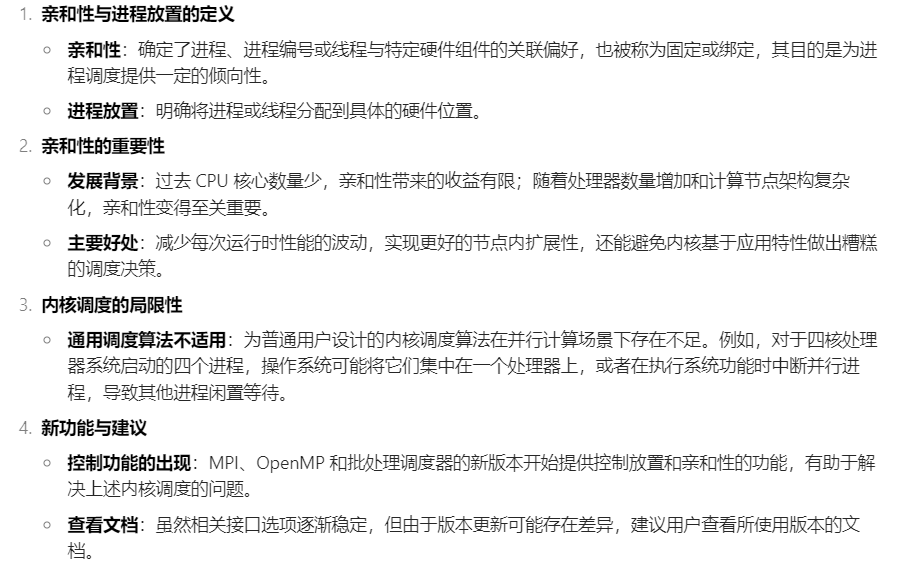 1. 亲和性与进程放置的定义
◦ 亲和性：确定了进程、进程编号或线程与特定硬件组件的关联偏好，也被称为固定或绑定，其目的是为进
程调度提供一定的倾向性。
◦ 进程放置：明确将进程或线程分配到具体的硬件位置。
2. 亲和性的重要性
◦ 发展背景：过去 CPU 核心数量少，亲和性带来的收益有限；随着处理器数量增加和计算节点架构复杂
化，亲和性变得至关重要。
◦ 主要好处：减少每次运行时性能的波动，实现更好的节点内扩展性，还能避免内核基于应用特性做出糟糕
的调度决策。
3. 内核调度的局限性
◦ 通用调度算法不适用：为普通用户设计的内核调度算法在并行计算场景下存在不足。例如，对于四核处理
器系统启动的四个进程，操作系统可能将它们集中在一个处理器上，或者在执行系统功能时中断并行进
程，导致其他进程闲置等待。
4. 新功能与建议
◦ 控制功能的出现：MPI、OpenMP 和批处理调度器的新版本开始提供控制放置和亲和性的功能，有助于解
决上述内核调度的问题。
◦ 查看文档：虽然相关接口选项逐渐稳定，但由于版本更新可能存在差异，建议用户查看所使用版本的文
档。